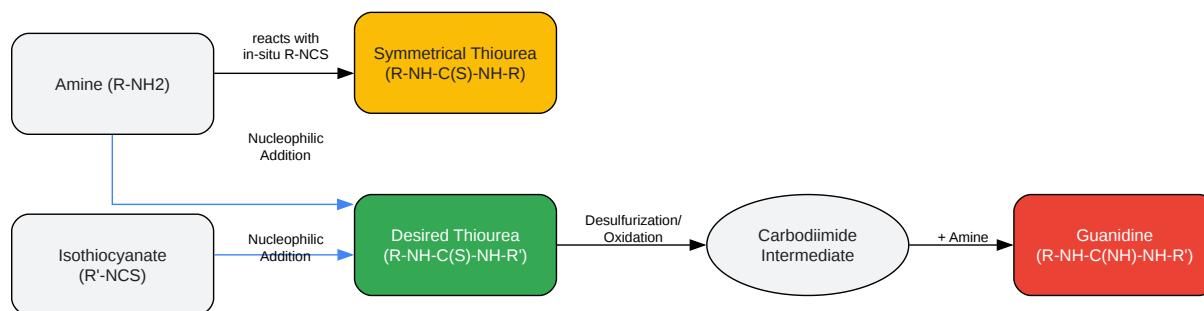 reacts with
in-situ R-NCS
Amine (R-NH2)
Symmetrical Thiourea
(R-NH-C(S)-NH-R)
Nucleophilic
Addition
Isothiocyanate
(R'-NCS)
Nucleophilic
Addition
Desired Thiourea
(R-NH-C(S)-NH-R')
Desulfurization/
Oxidation
Carbodiimide
Intermediate
+ Amine
Guanidine
(R-NH-C(NH)-NH-R')